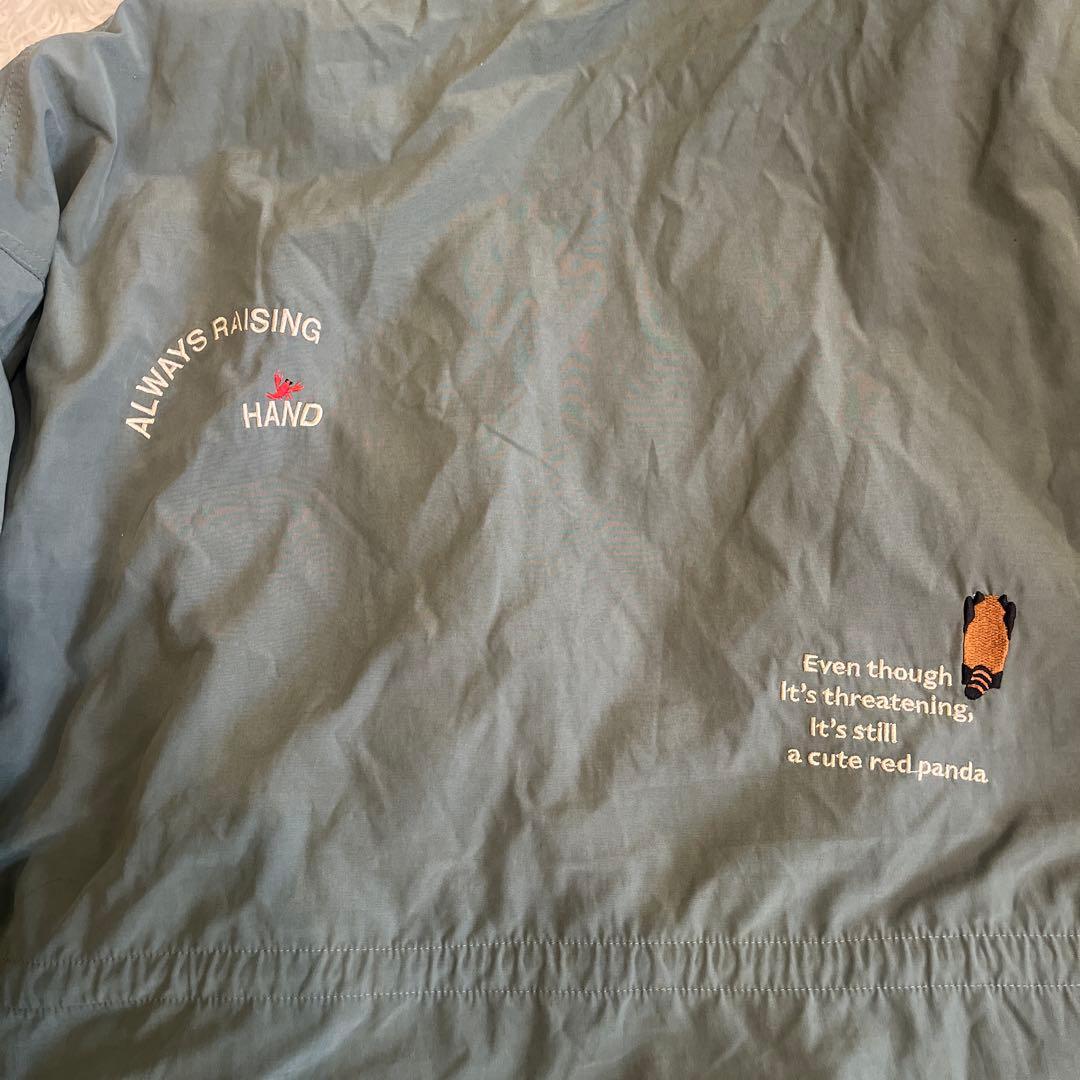 ALWAYS RAISING
HAND
Even though
It's threatening,
It's still
a cute red panda